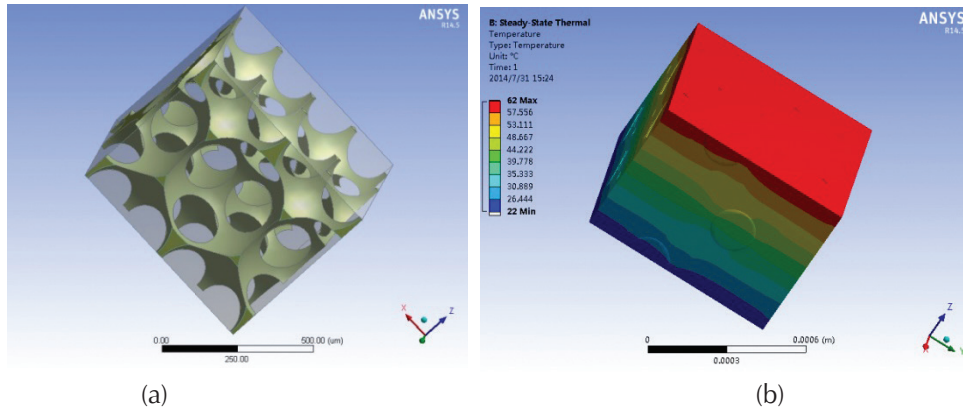 ANSYS
R14.5
X
Z
0.00
500.00 (um)
250.00
(a)
B: Steady-State Thermal
Temperature
Type: Temperature
Unit: °C
Time: 1
2014/7/31 15:24
62 Max
57.556
53.111
48.667
44.222
39.778
35.333
30.889
26.444
22 Min
ANSYS
R14.5
0
0.0006 (m)
0.0003
Z
X
Y
(b)